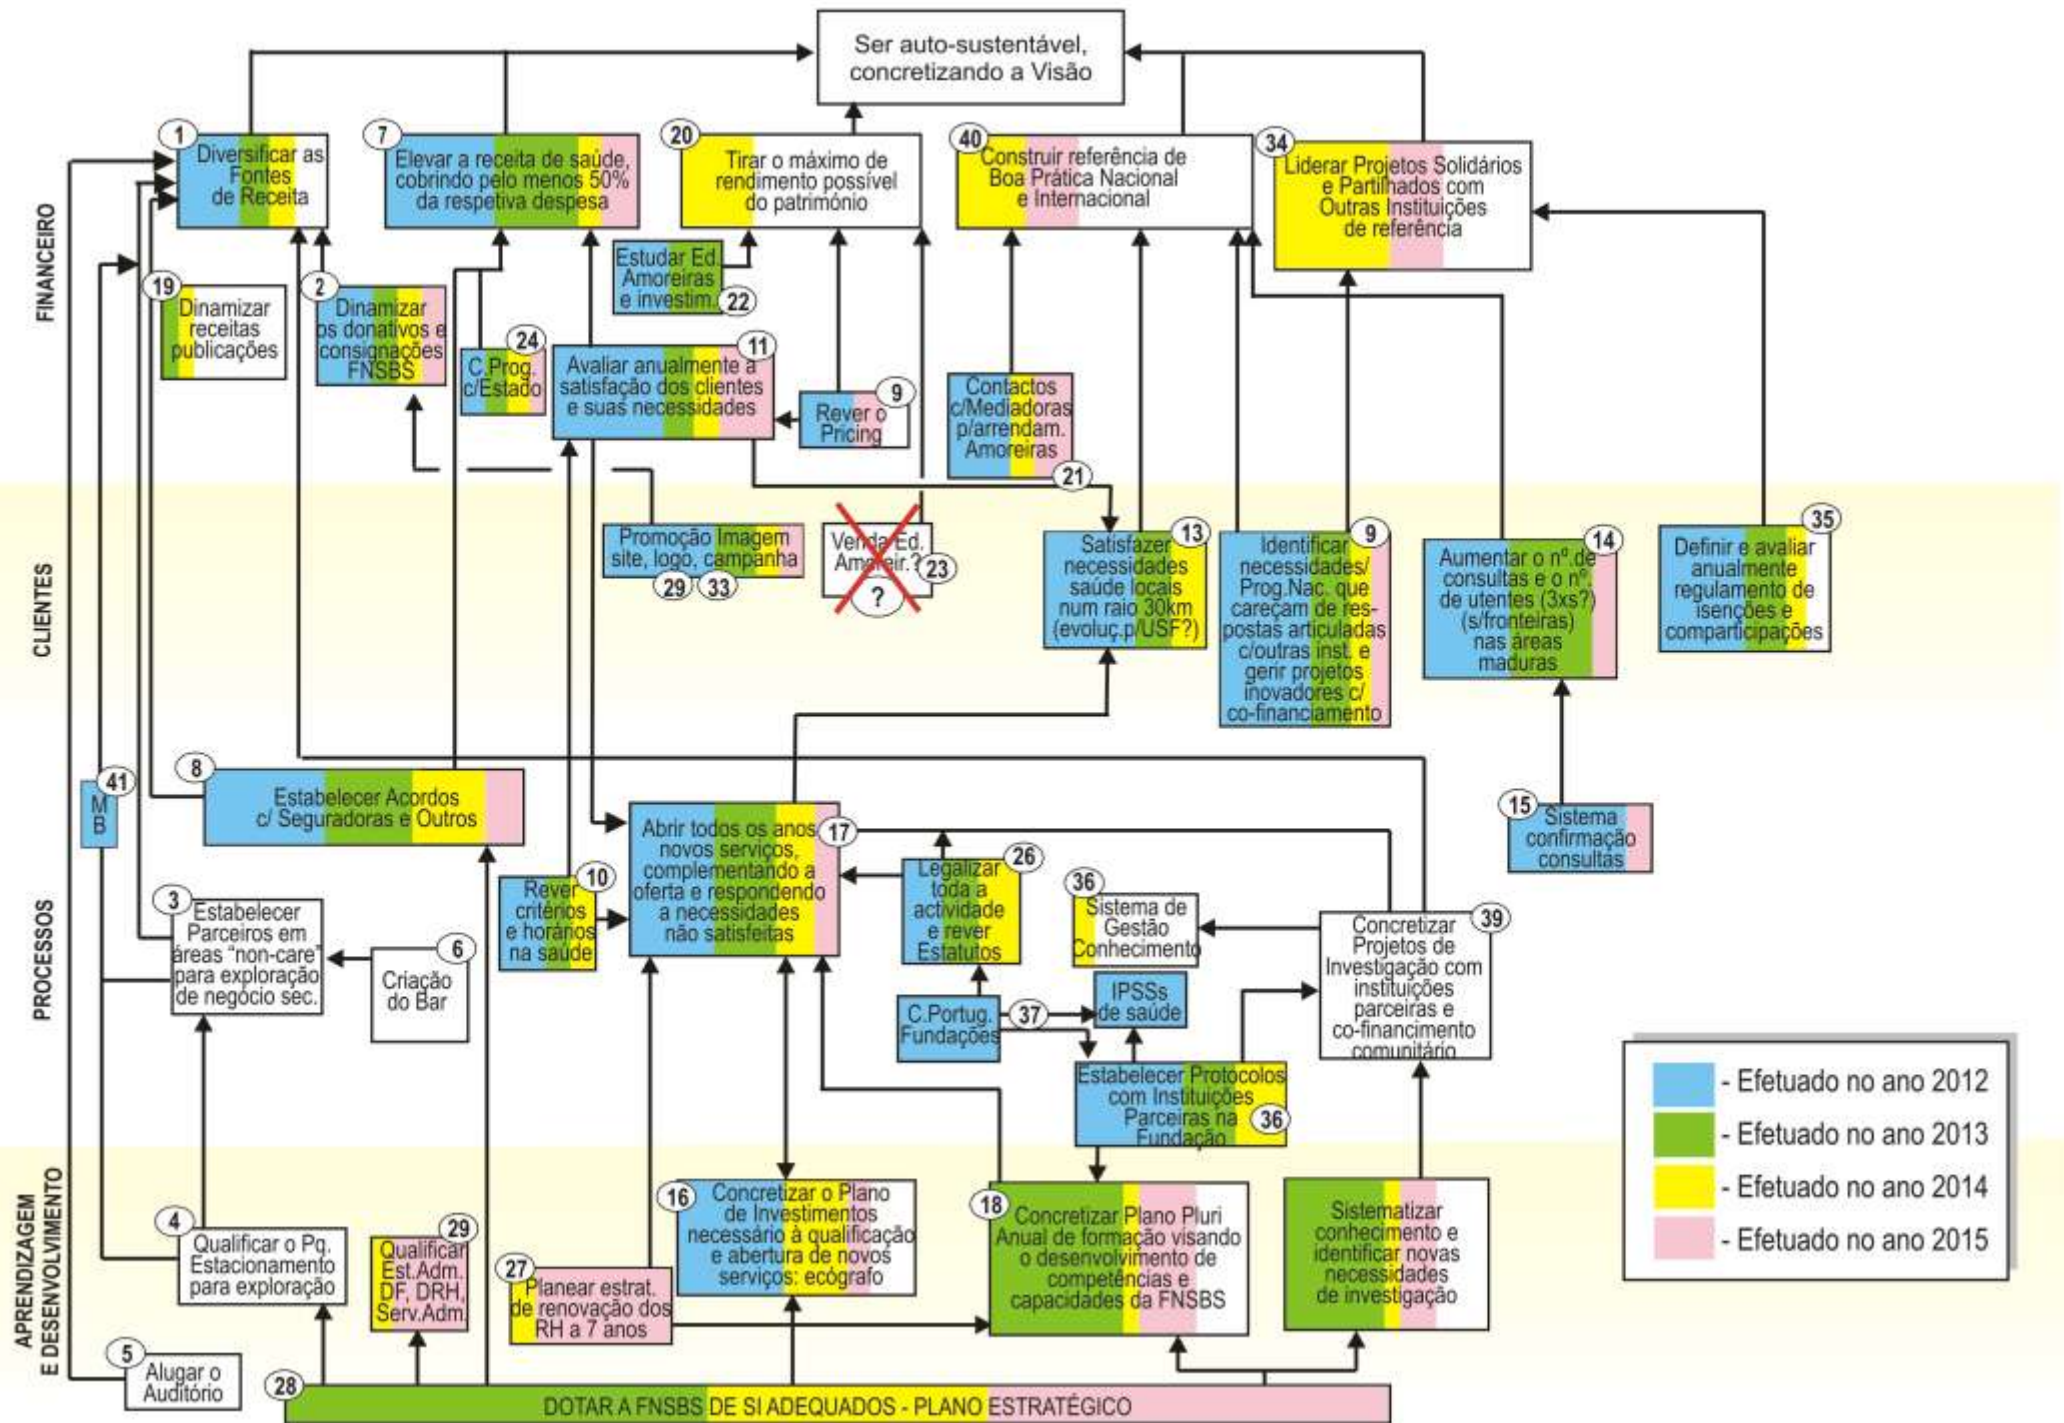 Ser auto-sustentável,
concretizando a Visão
FINANCEIRO
1
Diversificar as
Fontes
de Receita
7
Elevar a receita de saúde,
cobrindo pelo menos 50%
da respetiva despesa
20
Tirar o máximo de
rendimento possível
do património
40
Construir referência de
Boa Prática Nacional
e Internacional
34
Liderar Projetos Solidários
e Partilhados com
Outras Instituições
de referência
19
Dinamizar
receitas
publicações
2
Dinamizar
os donativos e
consignações
FNSBS
24
C.Prog.
c/Estado
Estudar Ed.
Amoreiras
e investim.
22
11
Avaliar anualmente a
satisfação dos clientes
e suas necessidades
9
Rever o
Pricing
Contactos
c/Mediadoras
p/arrendam.
Amoreiras
21
CLIENTES
Promoção Imagem
site, logo, campanha
29
33
Venda Ed.
Amoreir.?
23
?
13
Satisfazer
necessidades
saúde locais
num raio 30km
(evoluç.p/USF?)
9
Identificar
necessidades/
Prog.Nac. que
careçam de res-
postas articuladas
c/outras inst. e
gerir projetos
inovadores c/
co-financiamento
14
Aumentar o nº.de
consultas e o nº.
de utentes (3xs?)
(s/fronteiras)
nas áreas
maduras
35
Definir e avaliar
anualmente
regulamento de
isenções e
comparticipações
PROCESSOS
41
M
B
8
Estabelecer Acordos
c/ Seguradoras e Outros
17
Abrir todos os anos
novos serviços,
complementando a
oferta e respondendo
a necessidades
não satisfeitas
15
Sistema
confirmação
consultas
10
Rever
critérios
e horários
na saúde
26
Legalizar
toda a
actividade
e rever
Estatutos
36
Sistema de
Gestão
Conhecimento
39
Concretizar
Projetos de
Investigação com
instituições
parceiras e
co-financimento
comunitário
3
Estabelecer
Parceiros em
áreas “non-care”
para exploração
de negócio sec.
6
Criação
do Bar
C.Portug.
Fundações
37
IPSSs
de saúde
Estabelecer Protocolos
com Instituições
Parceiras na
Fundação
36
APRENDIZAGEM
E DESENVOLVIMENTO
4
Qualificar o Pq.
Estacionamento
para exploração
29
Qualificar
Est.Adm.
DF, DRH,
Serv.Adm.
16
Concretizar o Plano
de Investimentos
necessário à qualificação
e abertura de novos
serviços: ecógrafo
18
Concretizar Plano Pluri
Anual de formação visando
o desenvolvimento de
competências e
capacidades da FNSBS
Sistematizar
conhecimento e
identificar novas
necessidades
de investigação
27
Planear estrat.
de renovação dos
RH a 7 anos
5
Alugar o
Auditório
28
DOTAR A FNSBS DE SI ADEQUADOS - PLANO ESTRATÉGICO
- Efetuado no ano 2012
- Efetuado no ano 2013
- Efetuado no ano 2014
- Efetuado no ano 2015